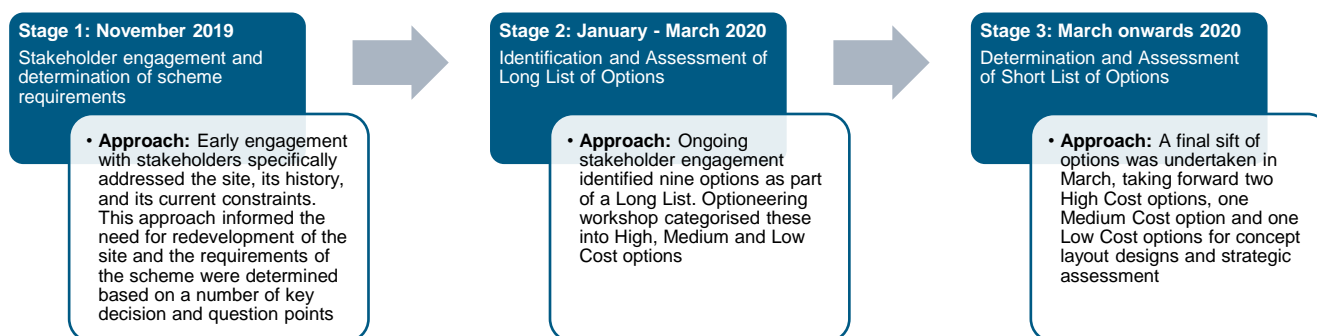 Stage 1: November 2019
Stakeholder engagement and
determination of scheme
requirements
• Approach: Early engagement
with stakeholders specifically
addressed the site, its history,
and its current constraints.
This approach informed the
need for redevelopment of the
site and the requirements of
the scheme were determined
based on a number of key
decision and question points
Stage 2: January - March 2020
Identification and Assessment of
Long List of Options
• Approach: Ongoing
stakeholder engagement
identified nine options as part
of a Long List. Optioneering
workshop categorised these
into High, Medium and Low
Cost options
Stage 3: March onwards 2020
Determination and Assessment
of Short List of Options
• Approach: A final sift of
options was undertaken in
March, taking forward two
High Cost options, one
Medium Cost option and one
Low Cost options for concept
layout designs and strategic
assessment